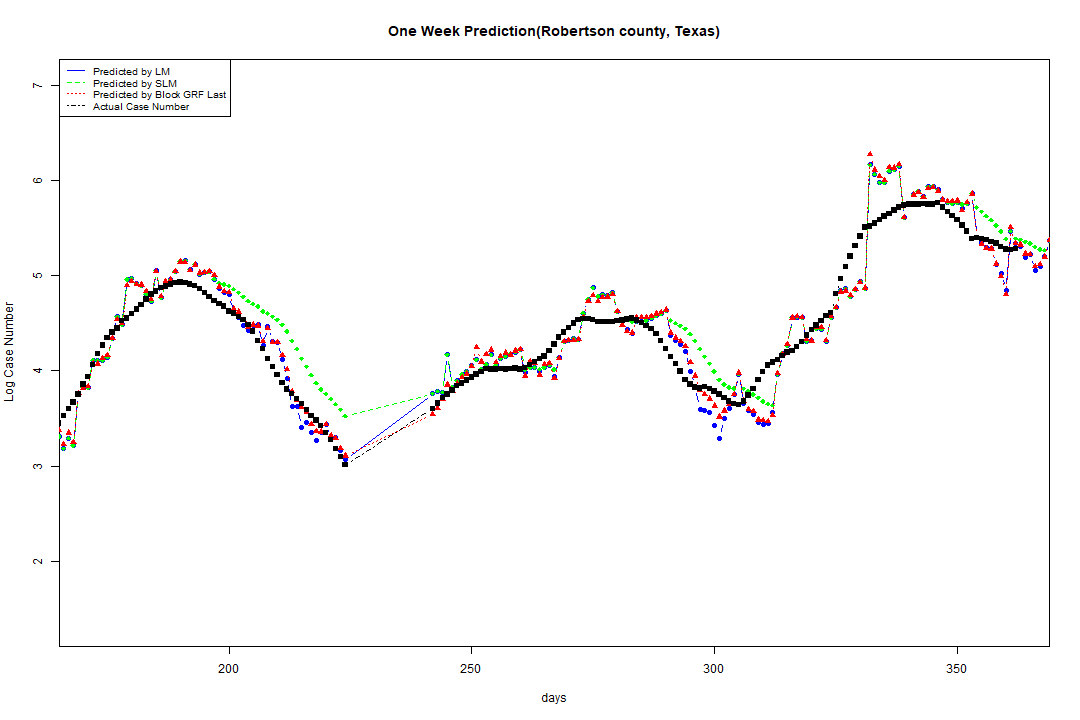 One Week Prediction(Robertson county, Texas)
Predicted by LM
Predicted by SLM
Predicted by Block GRF Last
Actual Case Number
7
6
5
4
3
2
Log Case Number
200
250
300
350
days